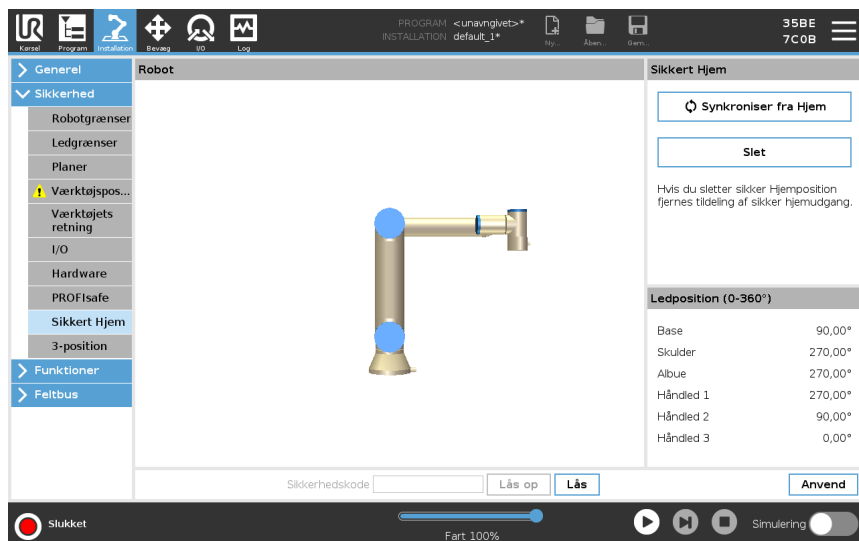 UR
PROGRAM <unavngivet>*
INSTALLATION default_1*
35BE
7C0B
Kørsel Program Installation Bevæg I/O Log Ny... Åben... Gem...
Generel
Sikkerhed
Robotgrænser
Ledgrænser
Planer
Værktøjspos...
Værktøjets
retning
I/O
Hardware
PROFIsafe
Sikkert Hjem
3-position
Funktioner
Feltbus
Robot
Sikkert Hjem
Synkroniser fra Hjem
Slet
Hvis du sletter sikker Hjemposition
fjernes tildeling af sikker hjemudgang.
Ledposition (0-360°)
Base 90,00°
Skulder 270,00°
Albue 270,00°
Håndled 1 270,00°
Håndled 2 90,00°
Håndled 3 0,00°
Sikkerhedskode Lås op Lås Anvend
Slukket
Fart 100%
Simulering